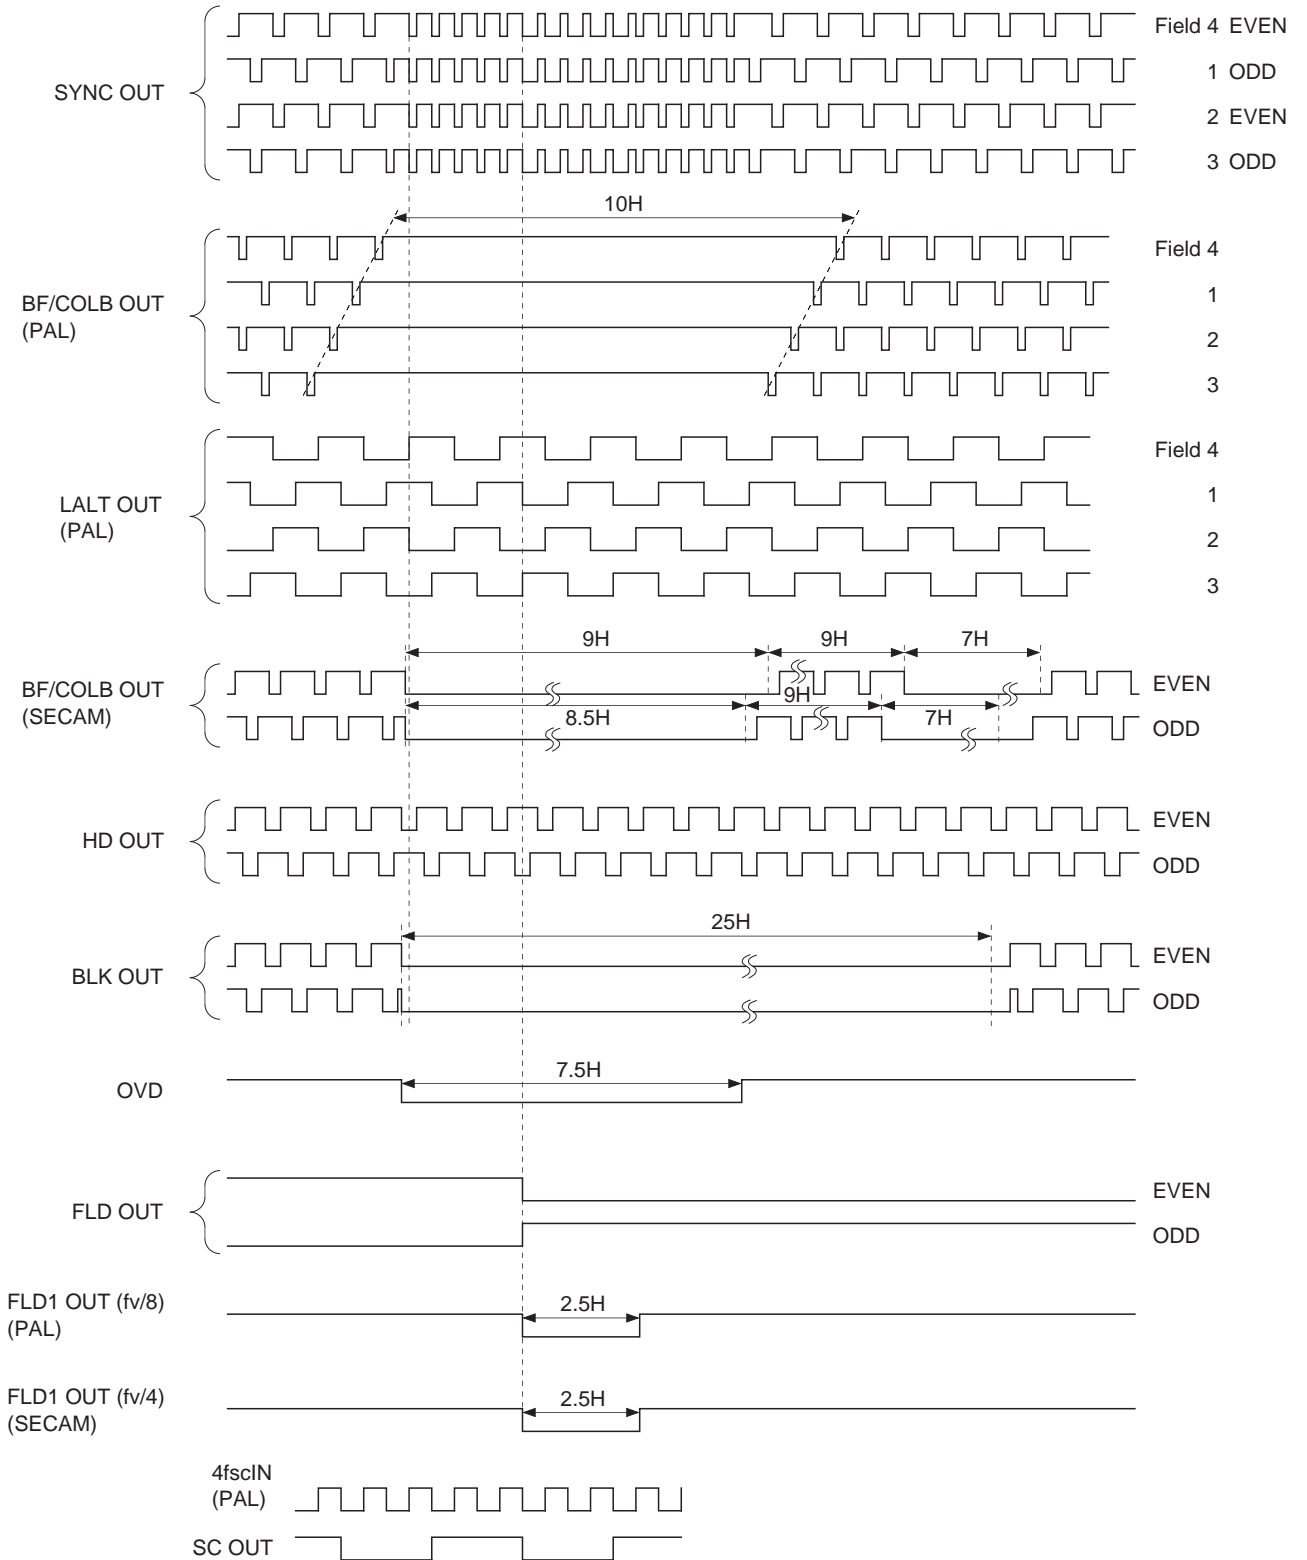 Field 4 EVEN
1 ODD
SYNC OUT
2 EVEN
3 ODD
10H
Field 4
BF/COLB OUT
(PAL)
1
2
3
Field 4
LALT OUT
(PAL)
1
2
3
9H 9H 7H
BF/COLB OUT
(SECAM)
EVEN
9H
8.5H 7H
ODD
EVEN
HD OUT
ODD
25H
EVEN
BLK OUT
ODD
7.5H
OVD
EVEN
FLD OUT
ODD
FLD1 OUT (fv/8)
(PAL)
2.5H
FLD1 OUT (fv/4)
(SECAM)
2.5H
4fscIN
(PAL)
SC OUT